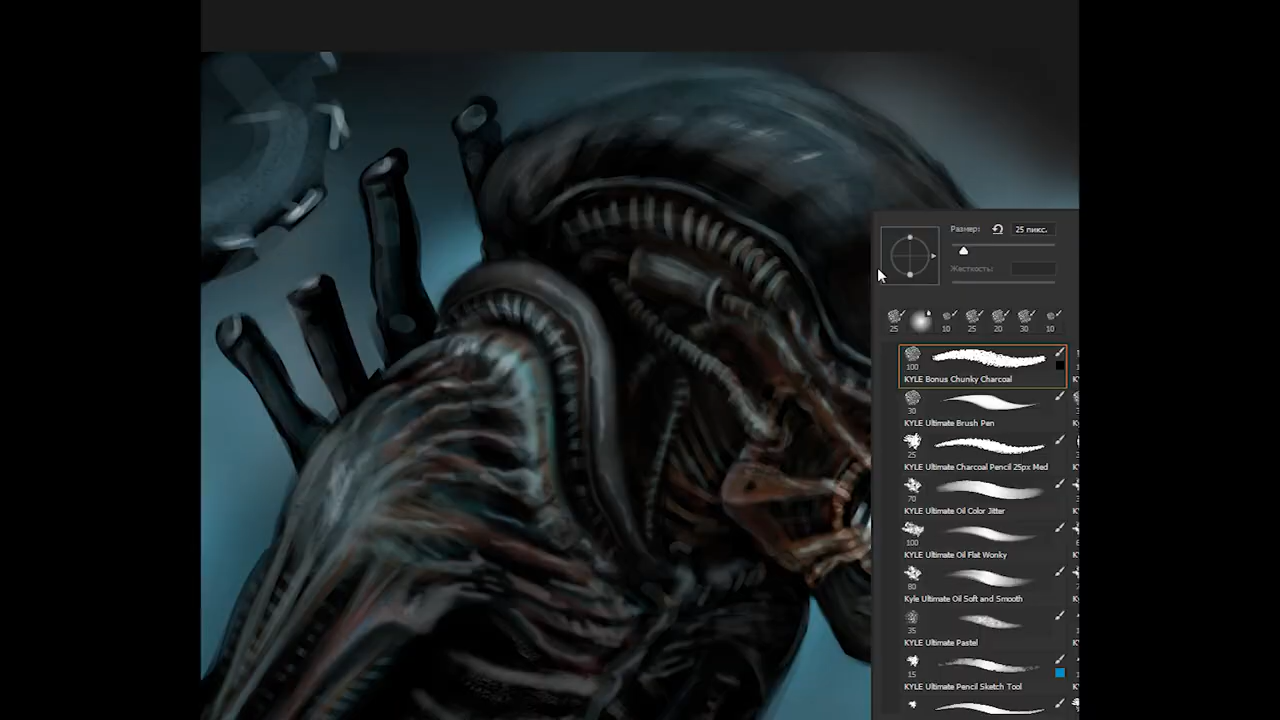 Размер: 25 пикс.
Жесткость:
25 10 25 20 30 10
100
KYLE Bonus Chunky Charcoal
30
KYLE Ultimate Brush Pen
25
KYLE Ultimate Charcoal Pencil 25px Med
70
KYLE Ultimate Oil Color Jitter
100
KYLE Ultimate Oil Flat Wonky
80
Kyle Ultimate Oil Soft and Smooth
35
KYLE Ultimate Pastel
15
KYLE Ultimate Pencil Sketch Tool